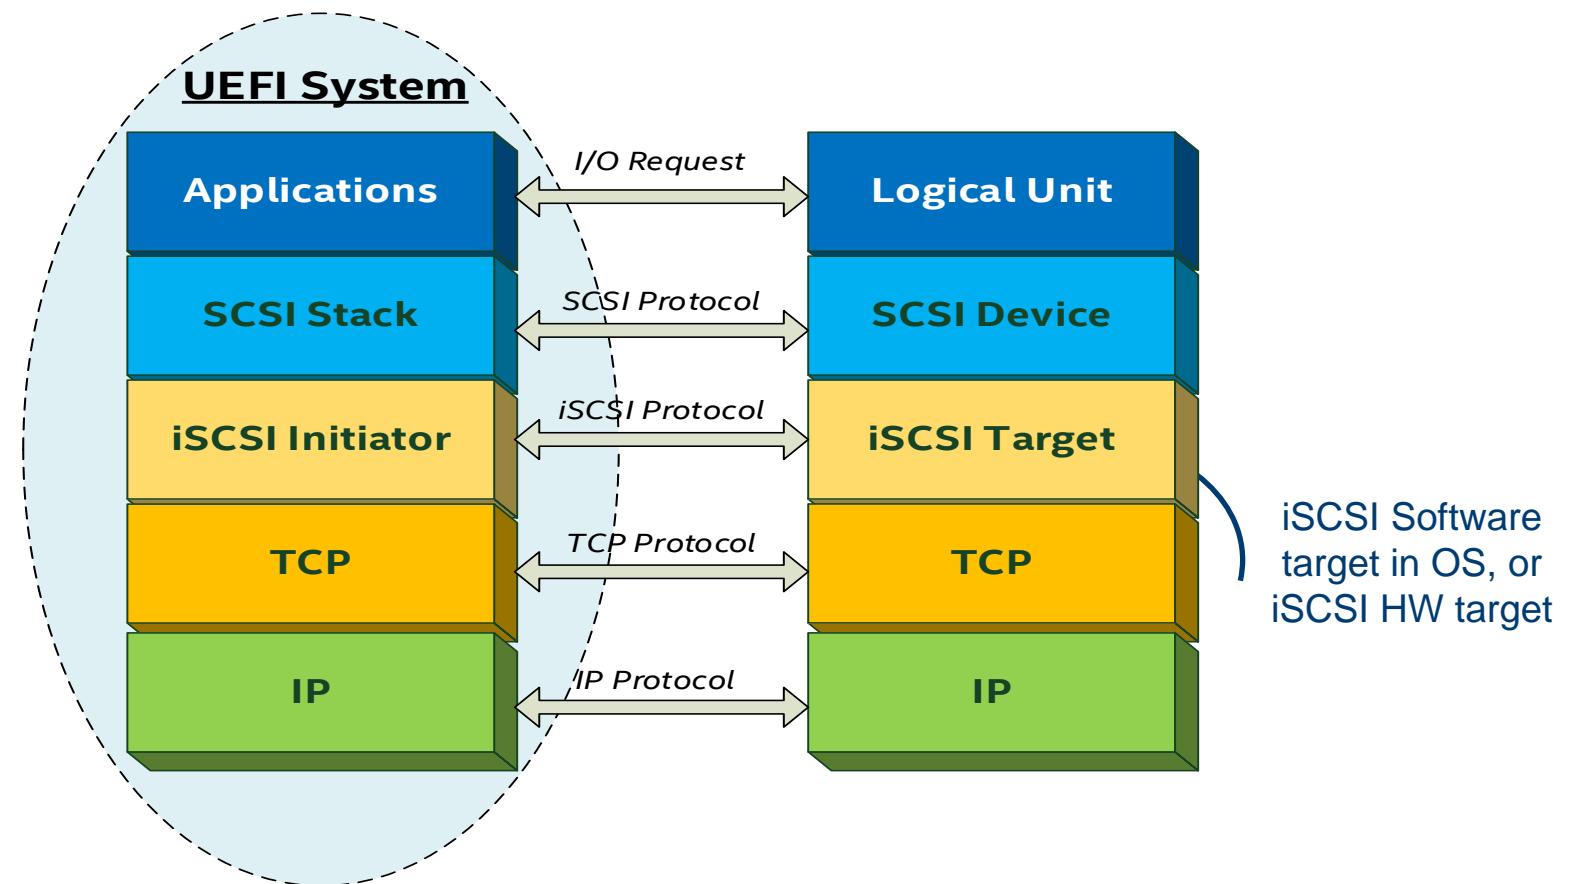 UEFI System
Applications
I/O Request
Logical Unit
SCSI Stack
SCSI Protocol
SCSI Device
iSCSI Initiator
iSCSI Protocol
iSCSI Target
TCP
TCP Protocol
TCP
IP
IP Protocol
IP
iSCSI Software
target in OS, or
iSCSI HW target